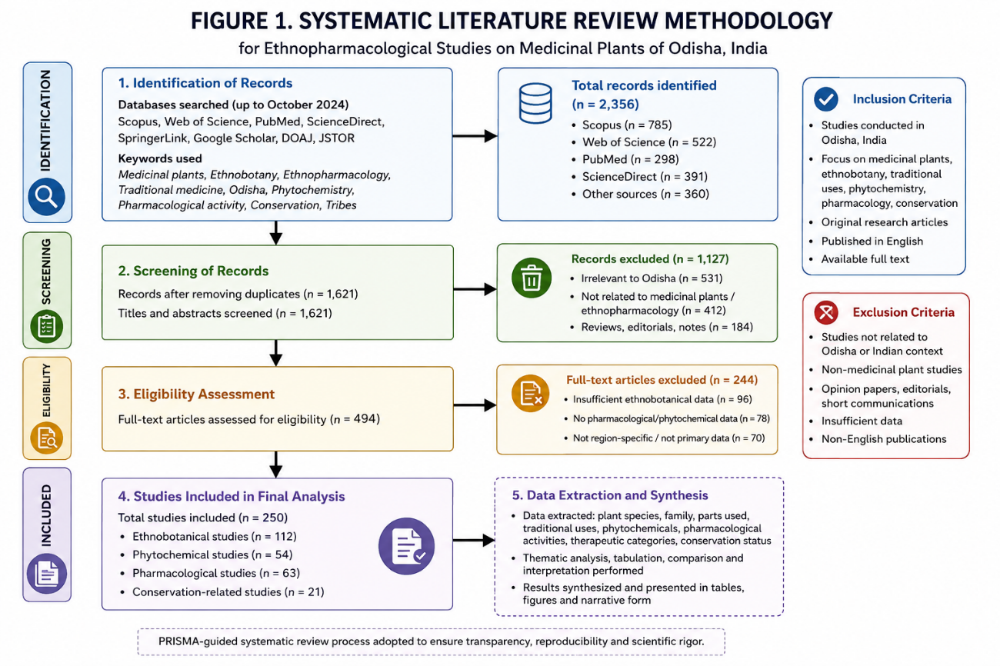 FIGURE 1. SYSTEMATIC LITERATURE REVIEW METHODOLOGY
for Ethnopharmacological Studies on Medicinal Plants of Odisha, India
IDENTIFICATION
1. Identification of Records
Databases searched (up to October 2024)
Scopus, Web of Science, PubMed, ScienceDirect,
SpringerLink, Google Scholar, DOAJ, JSTOR
Keywords used
Medicinal plants, Ethnobotany, Ethnopharmacology,
Traditional medicine, Odisha, Phytochemistry,
Pharmacological activity, Conservation, Tribes
Total records identified
(n = 2,356)
• Scopus (n = 785)
• Web of Science (n = 522)
• PubMed (n = 298)
• ScienceDirect (n = 391)
• Other sources (n = 360)
Inclusion Criteria
• Studies conducted in
Odisha, India
• Focus on medicinal plants,
ethnobotany, traditional
uses, phytochemistry,
pharmacology, conservation
• Original research articles
• Published in English
• Available full text
SCREENING
2. Screening of Records
Records after removing duplicates (n = 1,621)
Titles and abstracts screened (n = 1,621)
Records excluded (n = 1,127)
• Irrelevant to Odisha (n = 531)
• Not related to medicinal plants /
ethnopharmacology (n = 412)
• Reviews, editorials, notes (n = 184)
Exclusion Criteria
• Studies not related to
Odisha or Indian context
• Non-medicinal plant studies
• Opinion papers, editorials,
short communications
• Insufficient data
• Non-English publications
ELIGIBILITY
3. Eligibility Assessment
Full-text articles assessed for eligibility (n = 494)
Full-text articles excluded (n = 244)
• Insufficient ethnobotanical data (n = 96)
• No pharmacological/phytochemical data (n = 78)
• Not region-specific / not primary data (n = 70)
INCLUDED
4. Studies Included in Final Analysis
Total studies included (n = 250)
• Ethnobotanical studies (n = 112)
• Phytochemical studies (n = 54)
• Pharmacological studies (n = 63)
• Conservation-related studies (n = 21)
5. Data Extraction and Synthesis
• Data extracted: plant species, family, parts used,
traditional uses, phytochemicals, pharmacological
activities, therapeutic categories, conservation status
• Thematic analysis, tabulation, comparison and
interpretation performed
• Results synthesized and presented in tables,
figures and narrative form
PRISMA-guided systematic review process adopted to ensure transparency, reproducibility and scientific rigor.